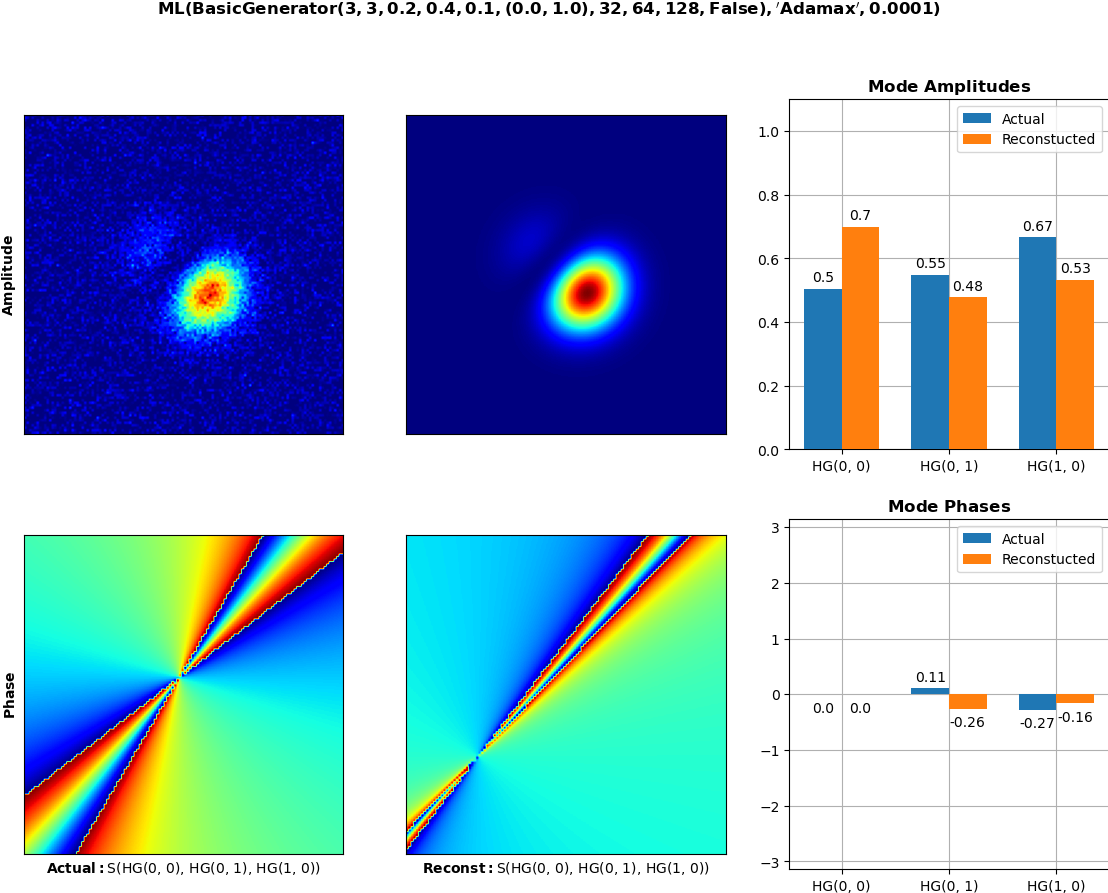 ML(BasicGenerator(3, 3, 0.2, 0.4, 0.1, (0.0, 1.0), 32, 64, 128, False), ′Adamax′, 0.0001)
Amplitude
Mode Amplitudes
Actual
Reconstucted
1.0
0.8
0.6
0.4
0.2
0.0
0.5
0.7
0.55
0.48
0.67
0.53
HG(0, 0)
HG(0, 1)
HG(1, 0)
Phase
Actual: S(HG(0, 0), HG(0, 1), HG(1, 0))
Reconst: S(HG(0, 0), HG(0, 1), HG(1, 0))
Mode Phases
Actual
Reconstucted
3
2
1
0
−1
−2
−3
0.0
0.0
0.11
-0.26
-0.27
-0.16
HG(0, 0)
HG(0, 1)
HG(1, 0)